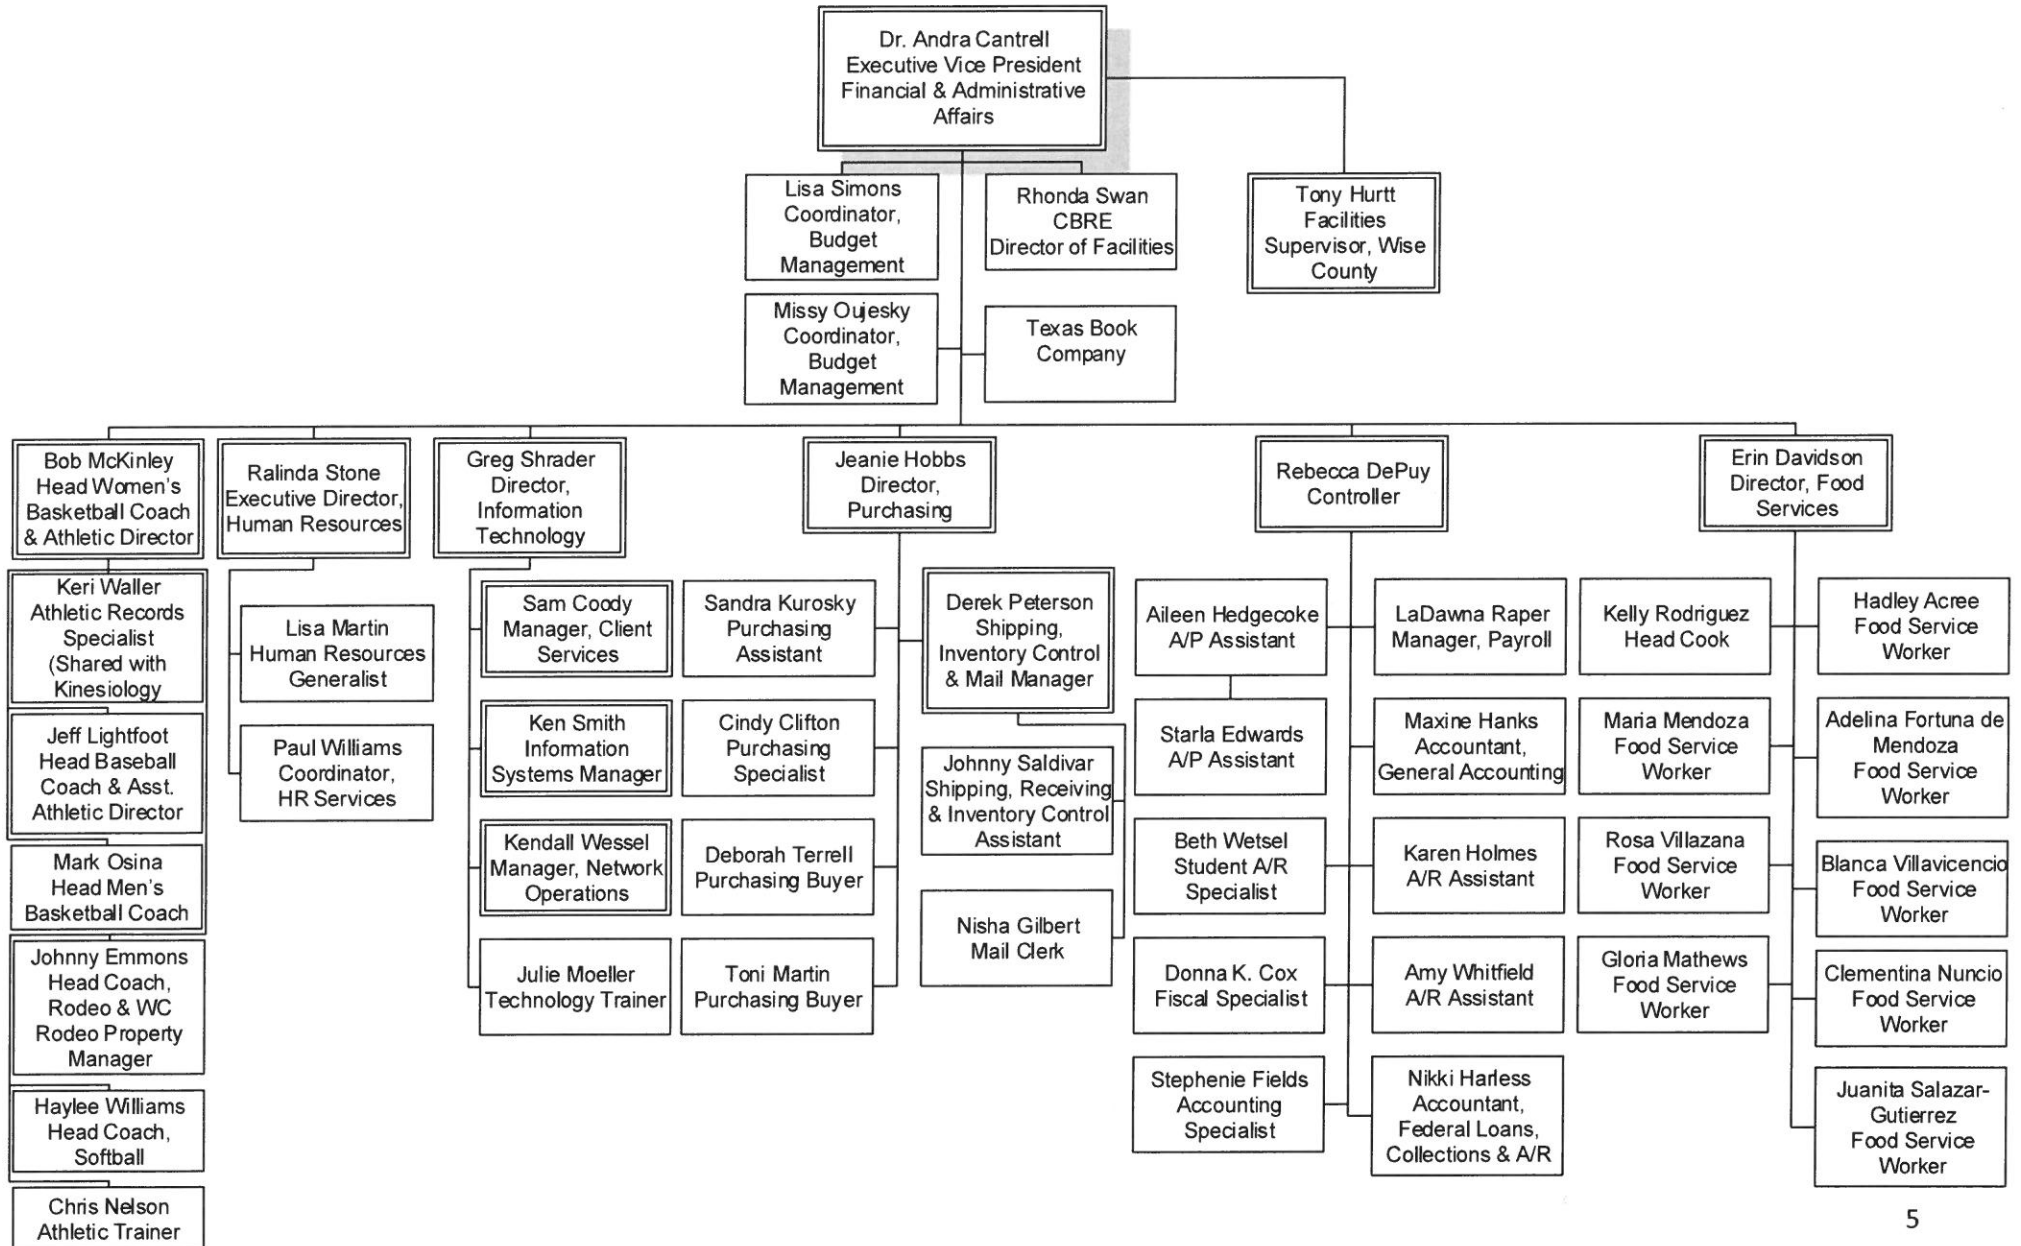 Dr. Andra Cantrell
Executive Vice President
Financial & Administrative
Affairs
Lisa Simons
Coordinator,
Budget
Management
Rhonda Swan
CBRE
Director of Facilities
Tony Hurtt
Facilities
Supervisor, Wise
County
Missy Oujesky
Coordinator,
Budget
Management
Texas Book
Company
Bob McKinley
Head Women's
Basketball Coach
& Athletic Director
Keri Waller
Athletic Records
Specialist
(Shared with
Kinesiology
Jeff Lightfoot
Head Baseball
Coach & Asst.
Athletic Director
Mark Osina
Head Men's
Basketball Coach
Johnny Emmons
Head Coach,
Rodeo & WC
Rodeo Property
Manager
Haylee Williams
Head Coach,
Softball
Chris Nelson
Athletic Trainer
Ralinda Stone
Executive Director,
Human Resources
Lisa Martin
Human Resources
Generalist
Paul Williams
Coordinator,
HR Services
Greg Shrader
Director,
Information
Technology
Sam Coody
Manager, Client
Services
Ken Smith
Information
Systems Manager
Kendall Wessel
Manager, Network
Operations
Julie Moeller
Technology Trainer
Jeanie Hobbs
Director,
Purchasing
Sandra Kurosky
Purchasing
Assistant
Cindy Clifton
Purchasing
Specialist
Deborah Terrell
Purchasing Buyer
Toni Martin
Purchasing Buyer
Derek Peterson
Shipping,
Inventory Control
& Mail Manager
Johnny Saldivar
Shipping, Receiving
& Inventory Control
Assistant
Nisha Gilbert
Mail Clerk
Rebecca DePuy
Controller
Aileen Hedgecoke
A/P Assistant
Starla Edwards
A/P Assistant
Beth Wetsel
Student A/R
Specialist
Donna K. Cox
Fiscal Specialist
Stephenie Fields
Accounting
Specialist
LaDawna Raper
Manager, Payroll
Maxine Hanks
Accountant,
General Accounting
Karen Holmes
A/R Assistant
Amy Whitfield
A/R Assistant
Nikki Harless
Accountant,
Federal Loans,
Collections & A/R
Erin Davidson
Director, Food
Services
Kelly Rodriguez
Head Cook
Maria Mendoza
Food Service
Worker
Rosa Villazana
Food Service
Worker
Gloria Mathews
Food Service
Worker
Hadley Acree
Food Service
Worker
Adelina Fortuna de
Mendoza
Food Service
Worker
Blanca Villavicencio
Food Service
Worker
Clementina Nuncio
Food Service
Worker
Juanita Salazar-
Gutierrez
Food Service
Worker
5